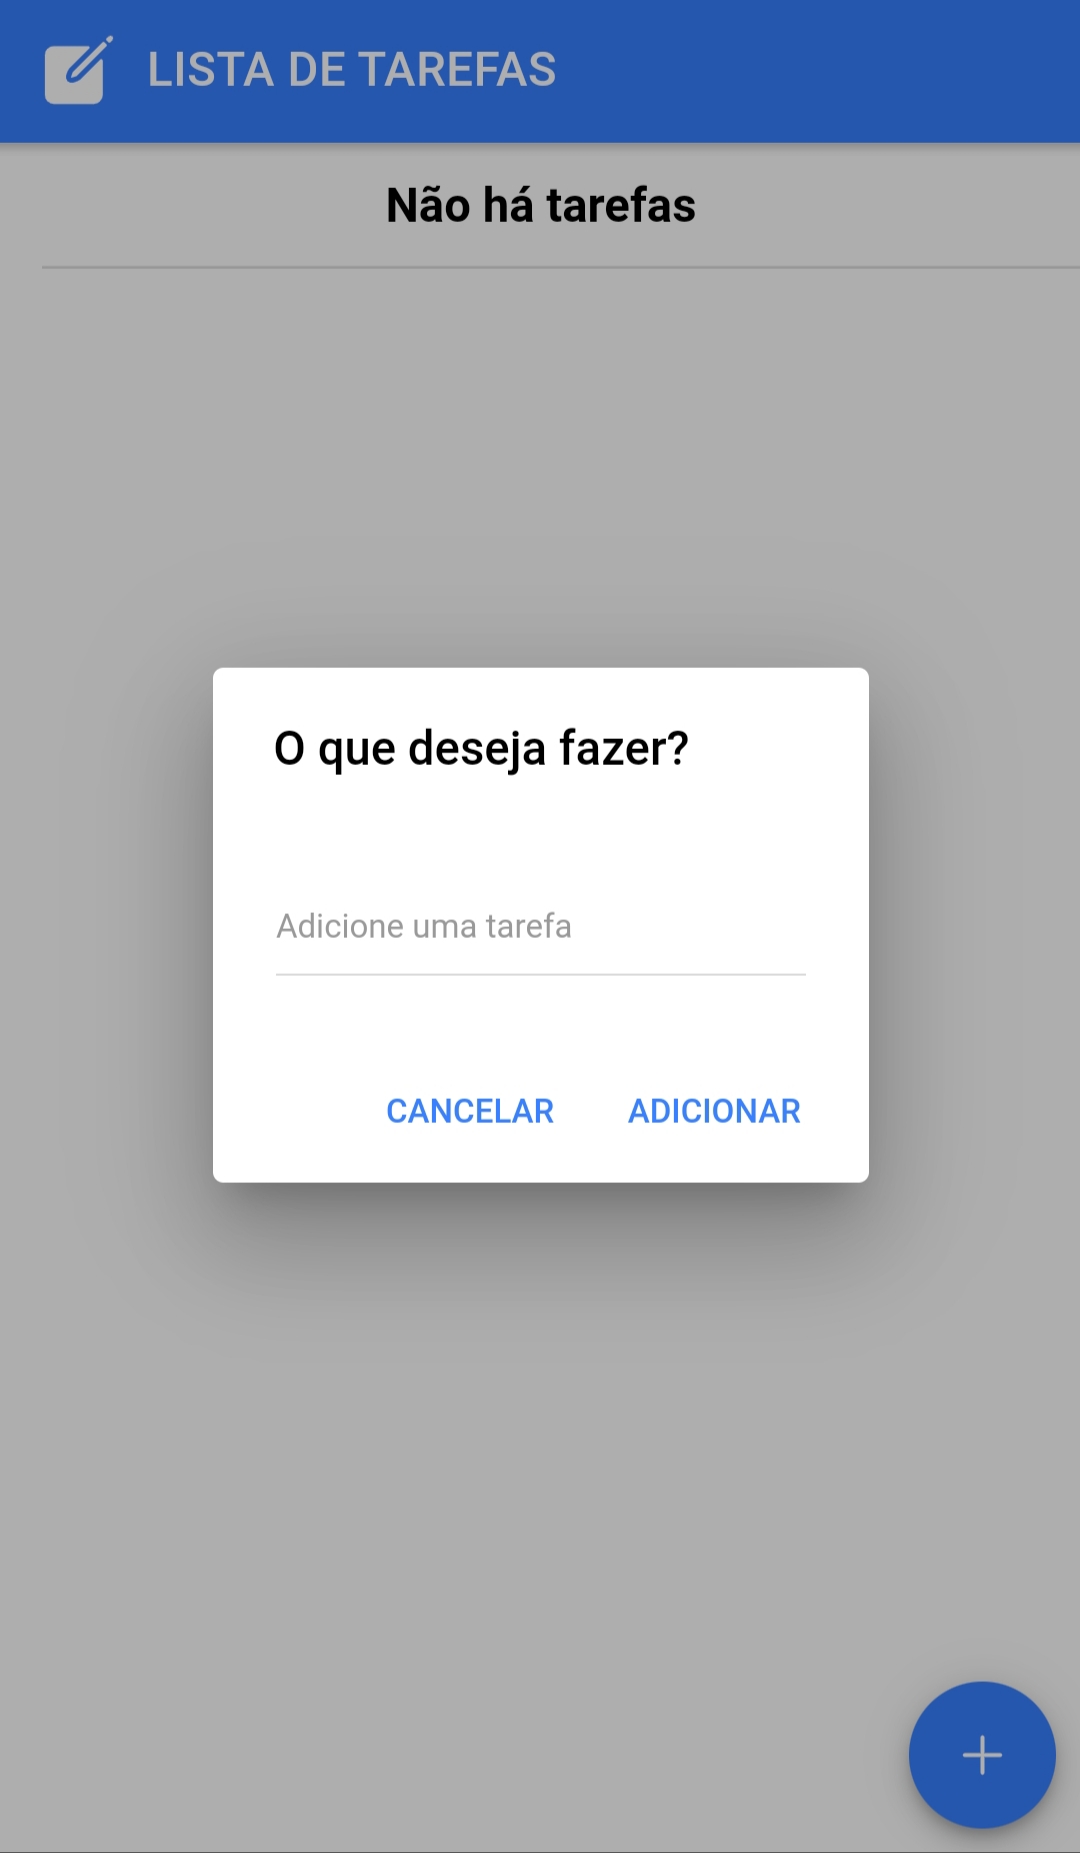 LISTA DE TAREFAS
Não há tarefas
O que deseja fazer?
Adicione uma tarefa
CANCELAR ADICIONAR